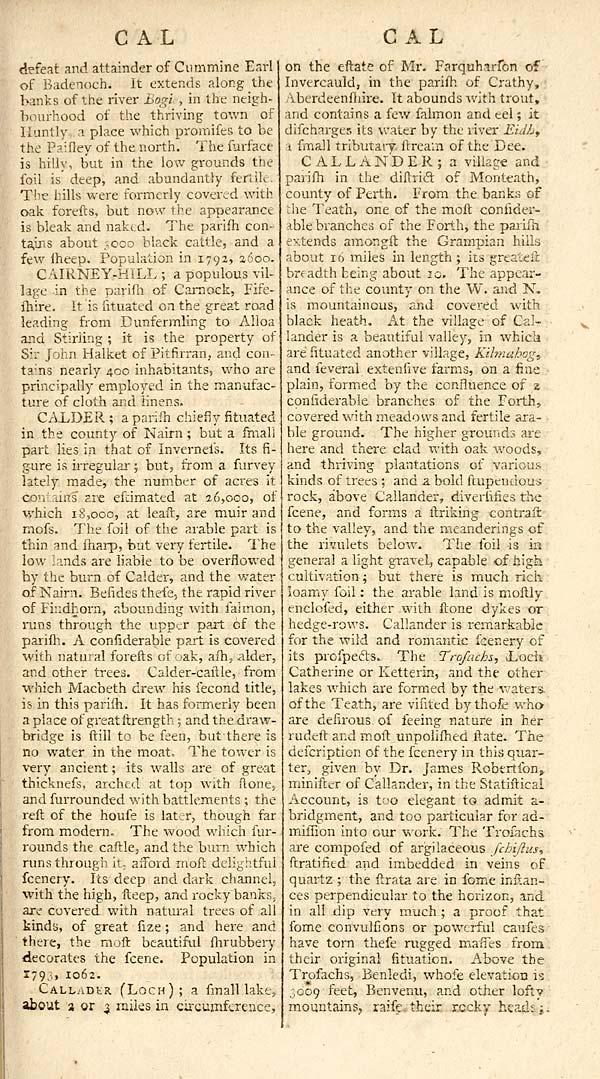 CAL
defeat and attainder of Cummine Earl
of Badenoch. It extends along the
banks of the river Bogi, in the neigh-
bourhood of the thriving town of
Huntly, a place which promiſes to be
the Paiſley of the north. The ſurface
is hilly, but in the low grounds the
ſoil is deep, and abundantly fertile.
The hills were formerly covered with
oak foreſts, but now the appearance
is bleak and naked. The pariſh con-
tains about 3000 black cattle, and a
few ſheep. Population in 1792, 2600.
CAIRNEY-HILL; a populous vil-
lage in the pariſh of Carnock, Fife-
ſhire. It is ſituated on the great road
leading from Dunfermling to Alloa
and Stirling; it is the property of
Sir John Halket of Pitfirran, and con-
tains nearly 400 inhabitants, who are
principally employed in the manufac-
ture of cloth and linens.
CALDER; a pariſh chiefly ſituated
in the county of Nairn; but a ſmall
part lies in that of Inverneſs. Its fi-
gure is irregular; but, from a ſurvey
lately made, the number of acres it
contains are eſtimated at 26,000, of
which 18,000, at leaſt, are muir and
moſs. The ſoil of the arable part is
thin and ſharp, but very fertile. The
low lands are liable to be overflowed
by the burn of Calder, and the water
of Nairn. Beſides theſe, the rapid river
of Findhorn, abounding with ſalmon,
runs through the upper part of the
pariſh. A conſiderable part is covered
with natural foreſts of oak, aſh, alder,
and other trees. Calder-caſtle, from
which Macbeth drew his ſecond title,
is in this pariſh. It has formerly been
a place of great ſtrength; and the draw-
bridge is ſtill to be ſeen, but there is
no water in the moat. The tower is
very ancient; its walls are of great
thickneſs, arched at top with ſtone,
and ſurrounded with battlements; the
reſt of the houſe is later, though far
from modern. The wood which ſur-
rounds the caſtle, and the burn which
runs through it, afford moſt delightful
ſcenery. Its deep and dark channel,
with the high, ſteep, and rocky banks,
are covered with natural trees of all
kinds, of great ſize; and here and
there, the moſt beautiful ſhrubbery
decorates the ſcene. Population in
1793, 1062.
CALLADER (LOCH); a ſmall lake,
about 2 or 3 miles in circumference,
CAL
on the eſtate of Mr. Farquharſon of
Invercauld, in the pariſh of Crathy,
Aberdeenſhire. It abounds with trout,
and contains a few ſalmon and eel; it
diſcharges its water by the river Eidh,
a ſmall tributary ſtream of the Dee.
CALLANDER; a village and
pariſh in the diſtrict of Monteath,
county of Perth. From the banks of
the Teath, one of the moſt conſider-
able branches of the Forth, the pariſh
extends amongſt the Grampian hills
about 16 miles in length; its greateſt
breadth being about 10. The appear-
ance of the county on the W. and N.
is mountainous, and covered with
black heath. At the village of Cal-
lander is a beautiful valley, in which
are ſituated another village, Kilmahog,
and ſeveral extenſive farms, on a fine
plain, formed by the confluence of 2
conſiderable branches of the Forth,
covered with meadows and fertile ara-
ble ground. The higher grounds are
here and there clad with oak woods,
and thriving plantations of various
kinds of trees; and a bold ſtupendous
rock, above Callander, diverſifies the
ſcene, and forms a ſtriking contraſt
to the valley, and the meanderings of
the rivulets below. The ſoil is in
general a light gravel, capable of high
cultivation; but there is much rich
loamy ſoil: the arable land is moſtly
encloſed, either with ſtone dykes or
hedge-rows. Callander is remarkable
for the wild and romantic ſcenery of
its proſpects. The Troſachs, Loch
Catherine or Ketterin, and the other
lakes which are formed by the waters
of the Teath, are viſited by thoſe who
are deſirous of ſeeing nature in her
rudeſt and moſt unpoliſhed ſtate. The
deſcription of the ſcenery in this quar-
ter, given by Dr. James Robertſon,
miniſter of Callander, in the Statiſtical
Account, is too elegant to admit a-
bridgment, and too particular for ad-
miſſion into our work. The Troſachs
are compoſed of argilaceous ſchiſtus,
ſtratified and imbedded in veins of
quartz; the ſtrata are in ſome inſtan-
ces perpendicular to the horizon, and
in all dip very much; a proof that
ſome convulſions or powerful cauſes
have torn theſe rugged maſſes from
their original ſituation. Above the
Troſachs, Benledi, whoſe elevation is
3009 feet, Benvenu, and other lofty
mountains, raiſe their rocky heads;